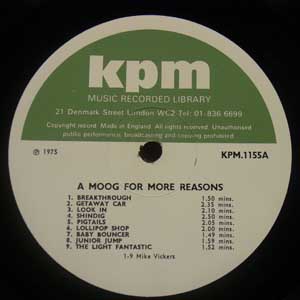 kpm
MUSIC RECORDED LIBRARY
21 Denmark Street London WC2 Tel: 01-836 6699
Copyright record. Made in England. All rights reserved. Unauthorised
public performance, broadcasting and copying of this record
prohibited.
℗ 1975
KPM.1155A
A MOOG FOR MORE REASONS
1. BREAKTHROUGH 1.50 mins.
2. GETAWAY CAR 2.35 mins.
3. LOOK IN 2.10 mins.
4. SHINDIG 2.50 mins.
5. PIGTAILS 2.05 mins.
6. LOLLIPOP SHOP 2.00 mins.
7. BABY BOUNCER 1.49 mins.
8. JUNIOR JUMP 1.59 mins.
9. THE LIGHT FANTASTIC 1.52 mins.
1-9 Mike Vickers